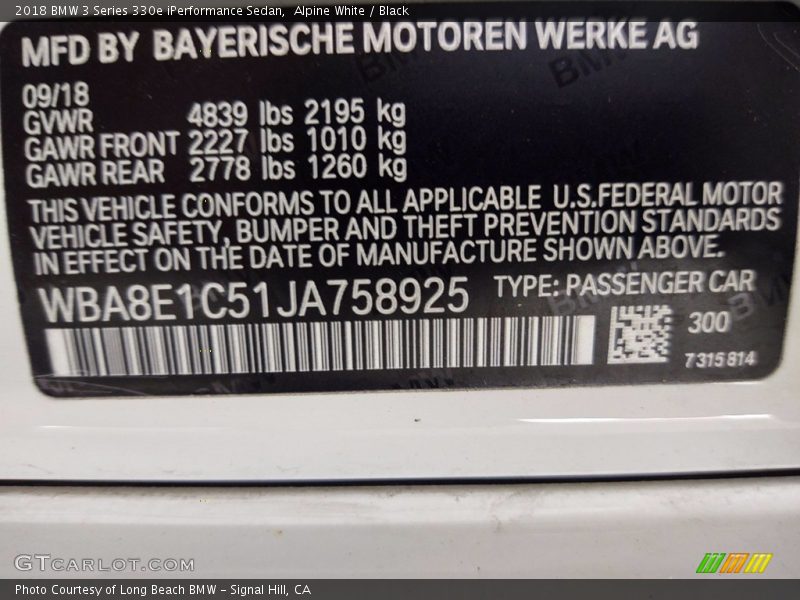 2018 BMW 3 Series 330e iPerformance Sedan,  Alpine White / Black
MFD BY BAYERISCHE MOTOREN WERKE AG
09/18
GVWR 4839 lbs 2195 kg
GAWR FRONT 2227 lbs 1010 kg
GAWR REAR 2778 lbs 1260 kg
THIS VEHICLE CONFORMS TO ALL APPLICABLE U.S.FEDERAL MOTOR
VEHICLE SAFETY, BUMPER AND THEFT PREVENTION STANDARDS
IN EFFECT ON THE DATE OF MANUFACTURE SHOWN ABOVE.
WBA8E1C51JA758925 TYPE: PASSENGER CAR
300
7 315 814
GTCARLOT.COM
Photo Courtesy of Long Beach BMW – Signal Hill, CA